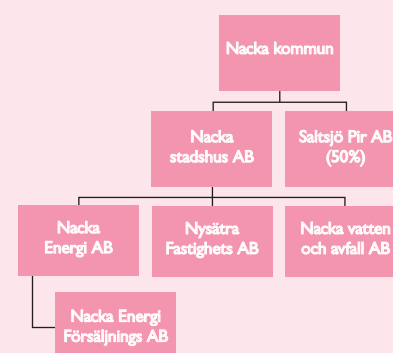 Nacka kommun
Nacka
stadshus AB
Saltsjö Pir AB
(50%)
Nacka
Energi AB
Nysätra
Fastighets AB
Nacka vatten
och avfall AB
Nacka Energi
Försäljnings AB